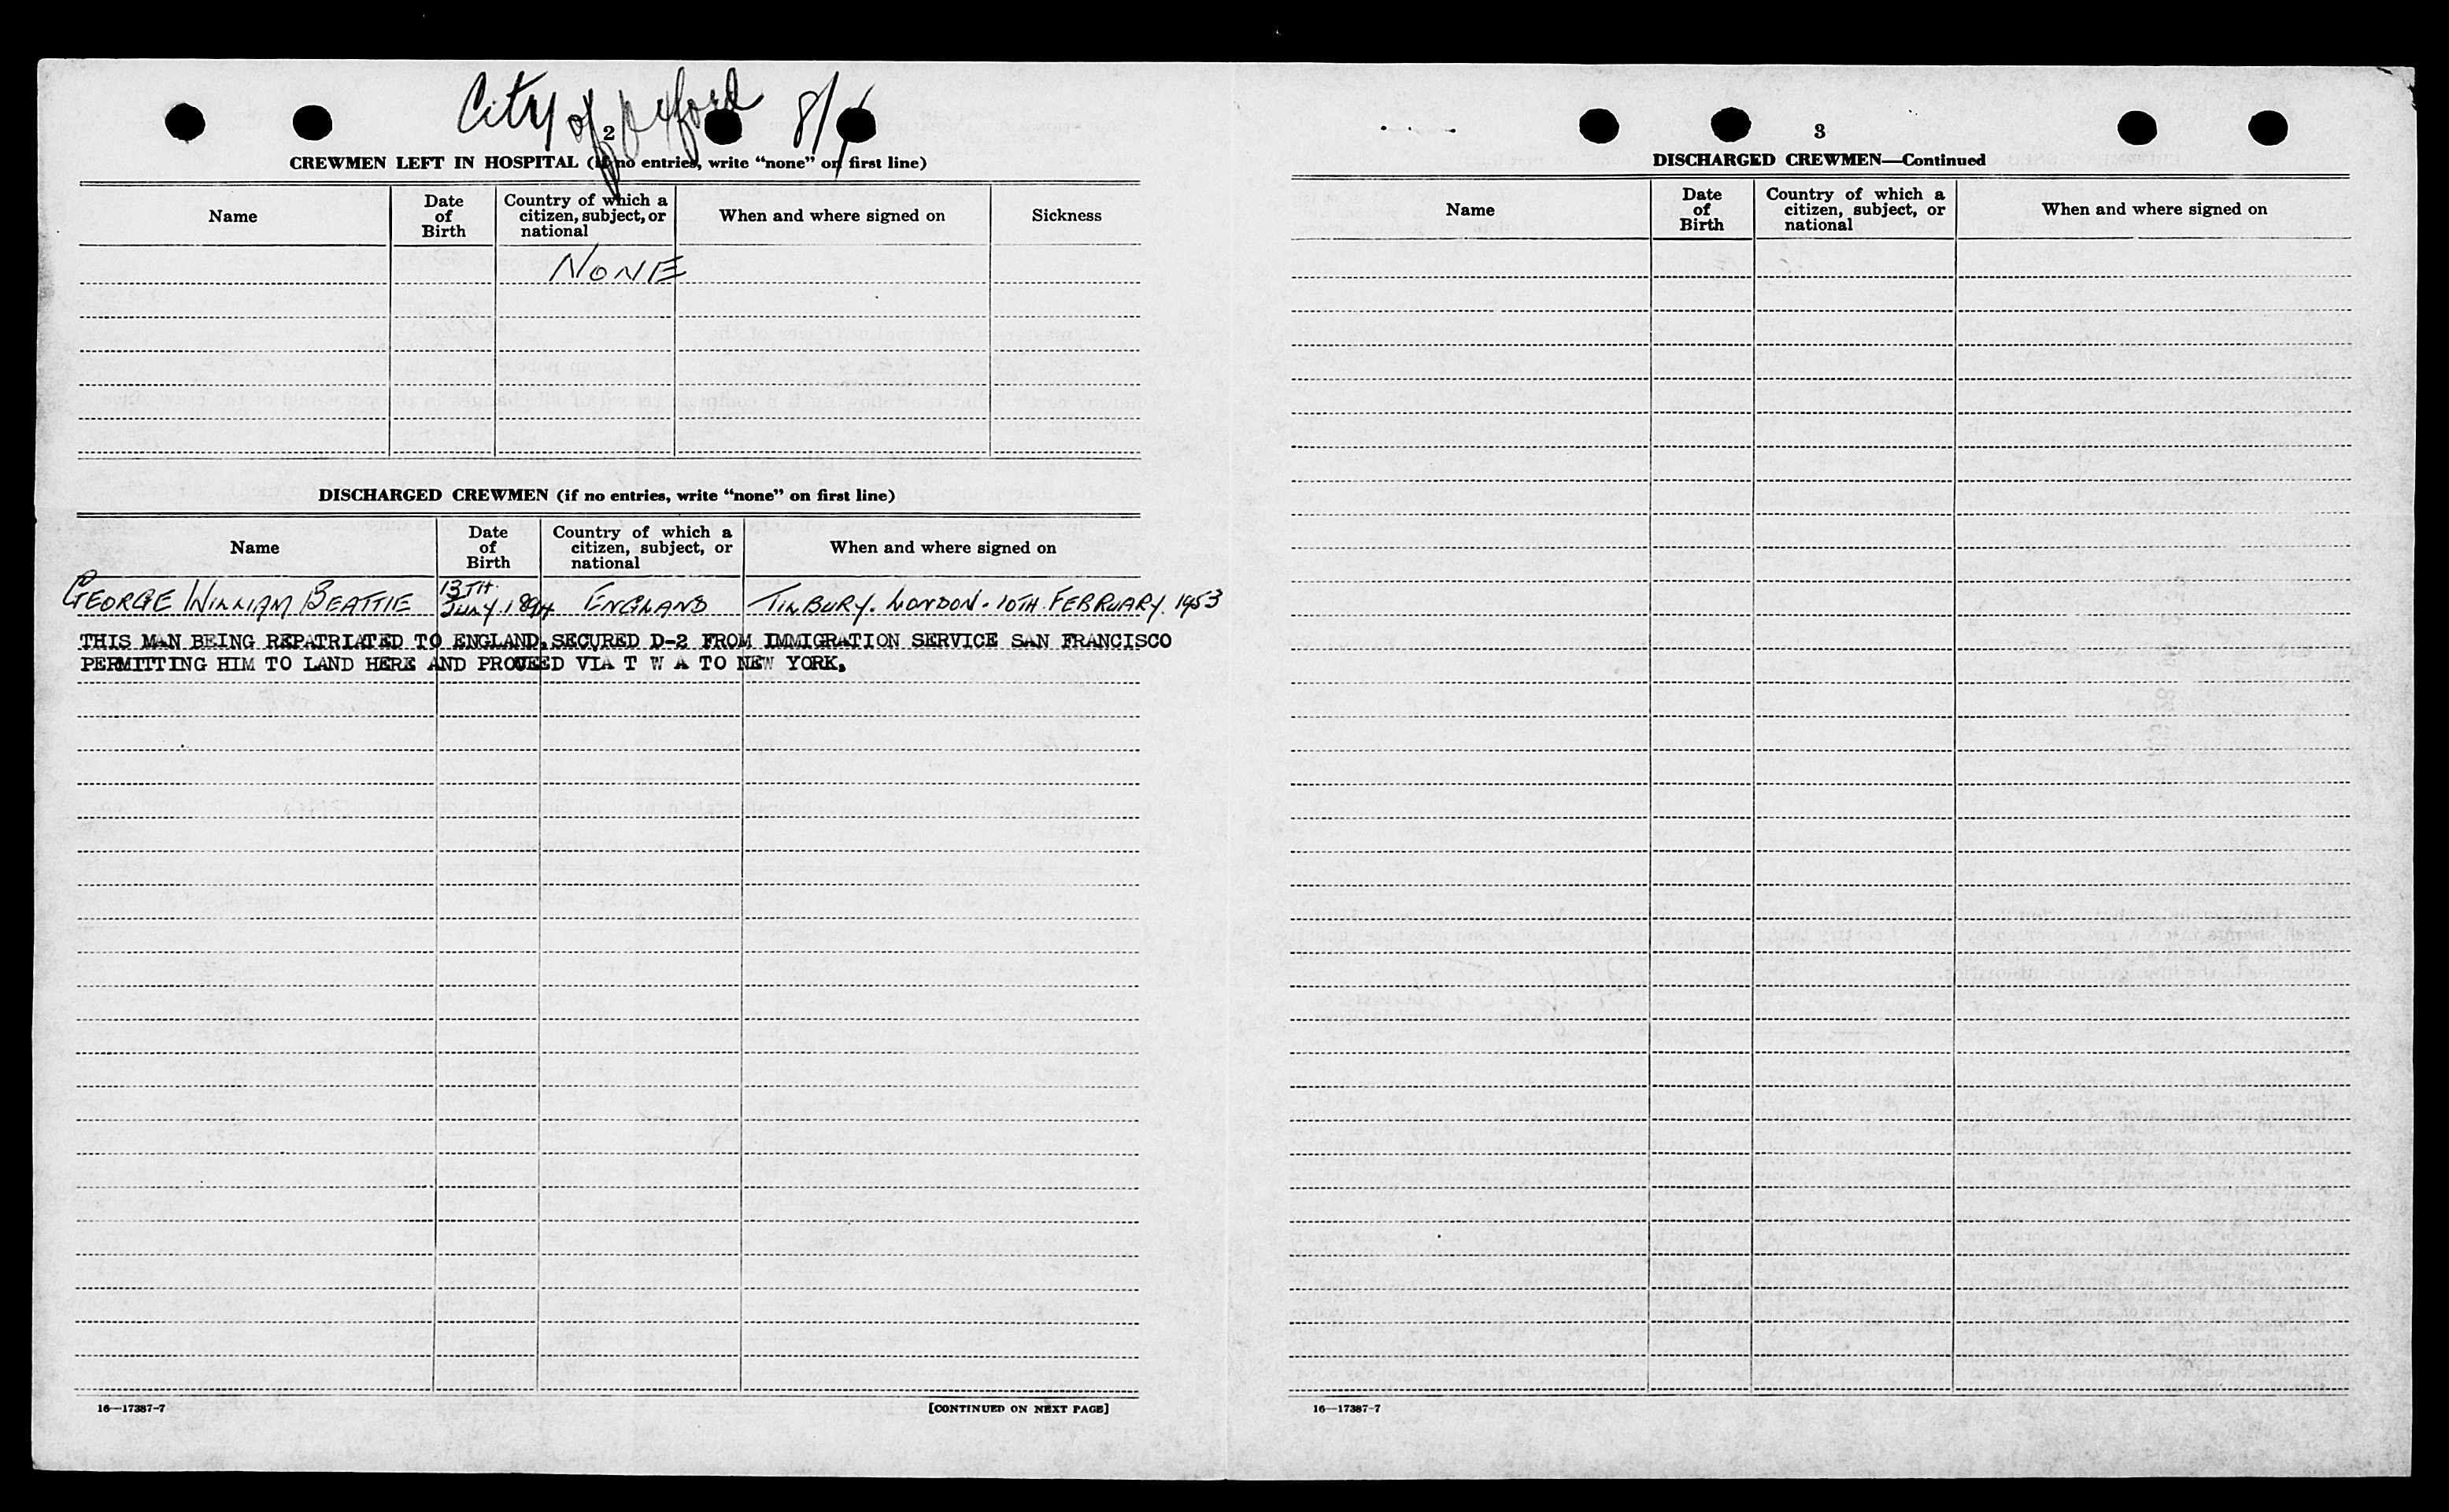 City of Oxford 8/1
2
CREWMEN LEFT IN HOSPITAL (if no entries, write "none" on first line)
Name
Date of Birth
Country of which a citizen, subject, or national
When and where signed on
Sickness
NONE
DISCHARGED CREWMEN (if no entries, write "none" on first line)
Name
Date of Birth
Country of which a citizen, subject, or national
When and where signed on
GEORGE WILLIAM BEATTIE 13TH JULY 1894 ENGLAND TILBURY. LONDON. 10TH FEBRUARY. 1953
THIS MAN BEING REPATRIATED TO ENGLAND, SECURED D-2 FROM IMMIGRATION SERVICE SAN FRANCISCO
PERMITTING HIM TO LAND HERE AND PROCEED VIA T W A TO NEW YORK.
16—17387-7
[CONTINUED ON NEXT PAGE]
3
DISCHARGED CREWMEN—Continued
Name
Date of Birth
Country of which a citizen, subject, or national
When and where signed on
16—17387-7